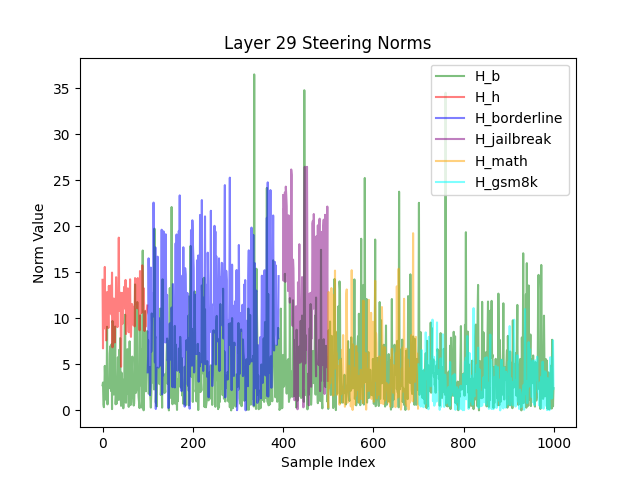 Layer 29 Steering Norms
Norm Value
35
30
25
20
15
10
5
0
0
200
400
600
800
1000
Sample Index
H_b
H_h
H_borderline
H_jailbreak
H_math
H_gsm8k